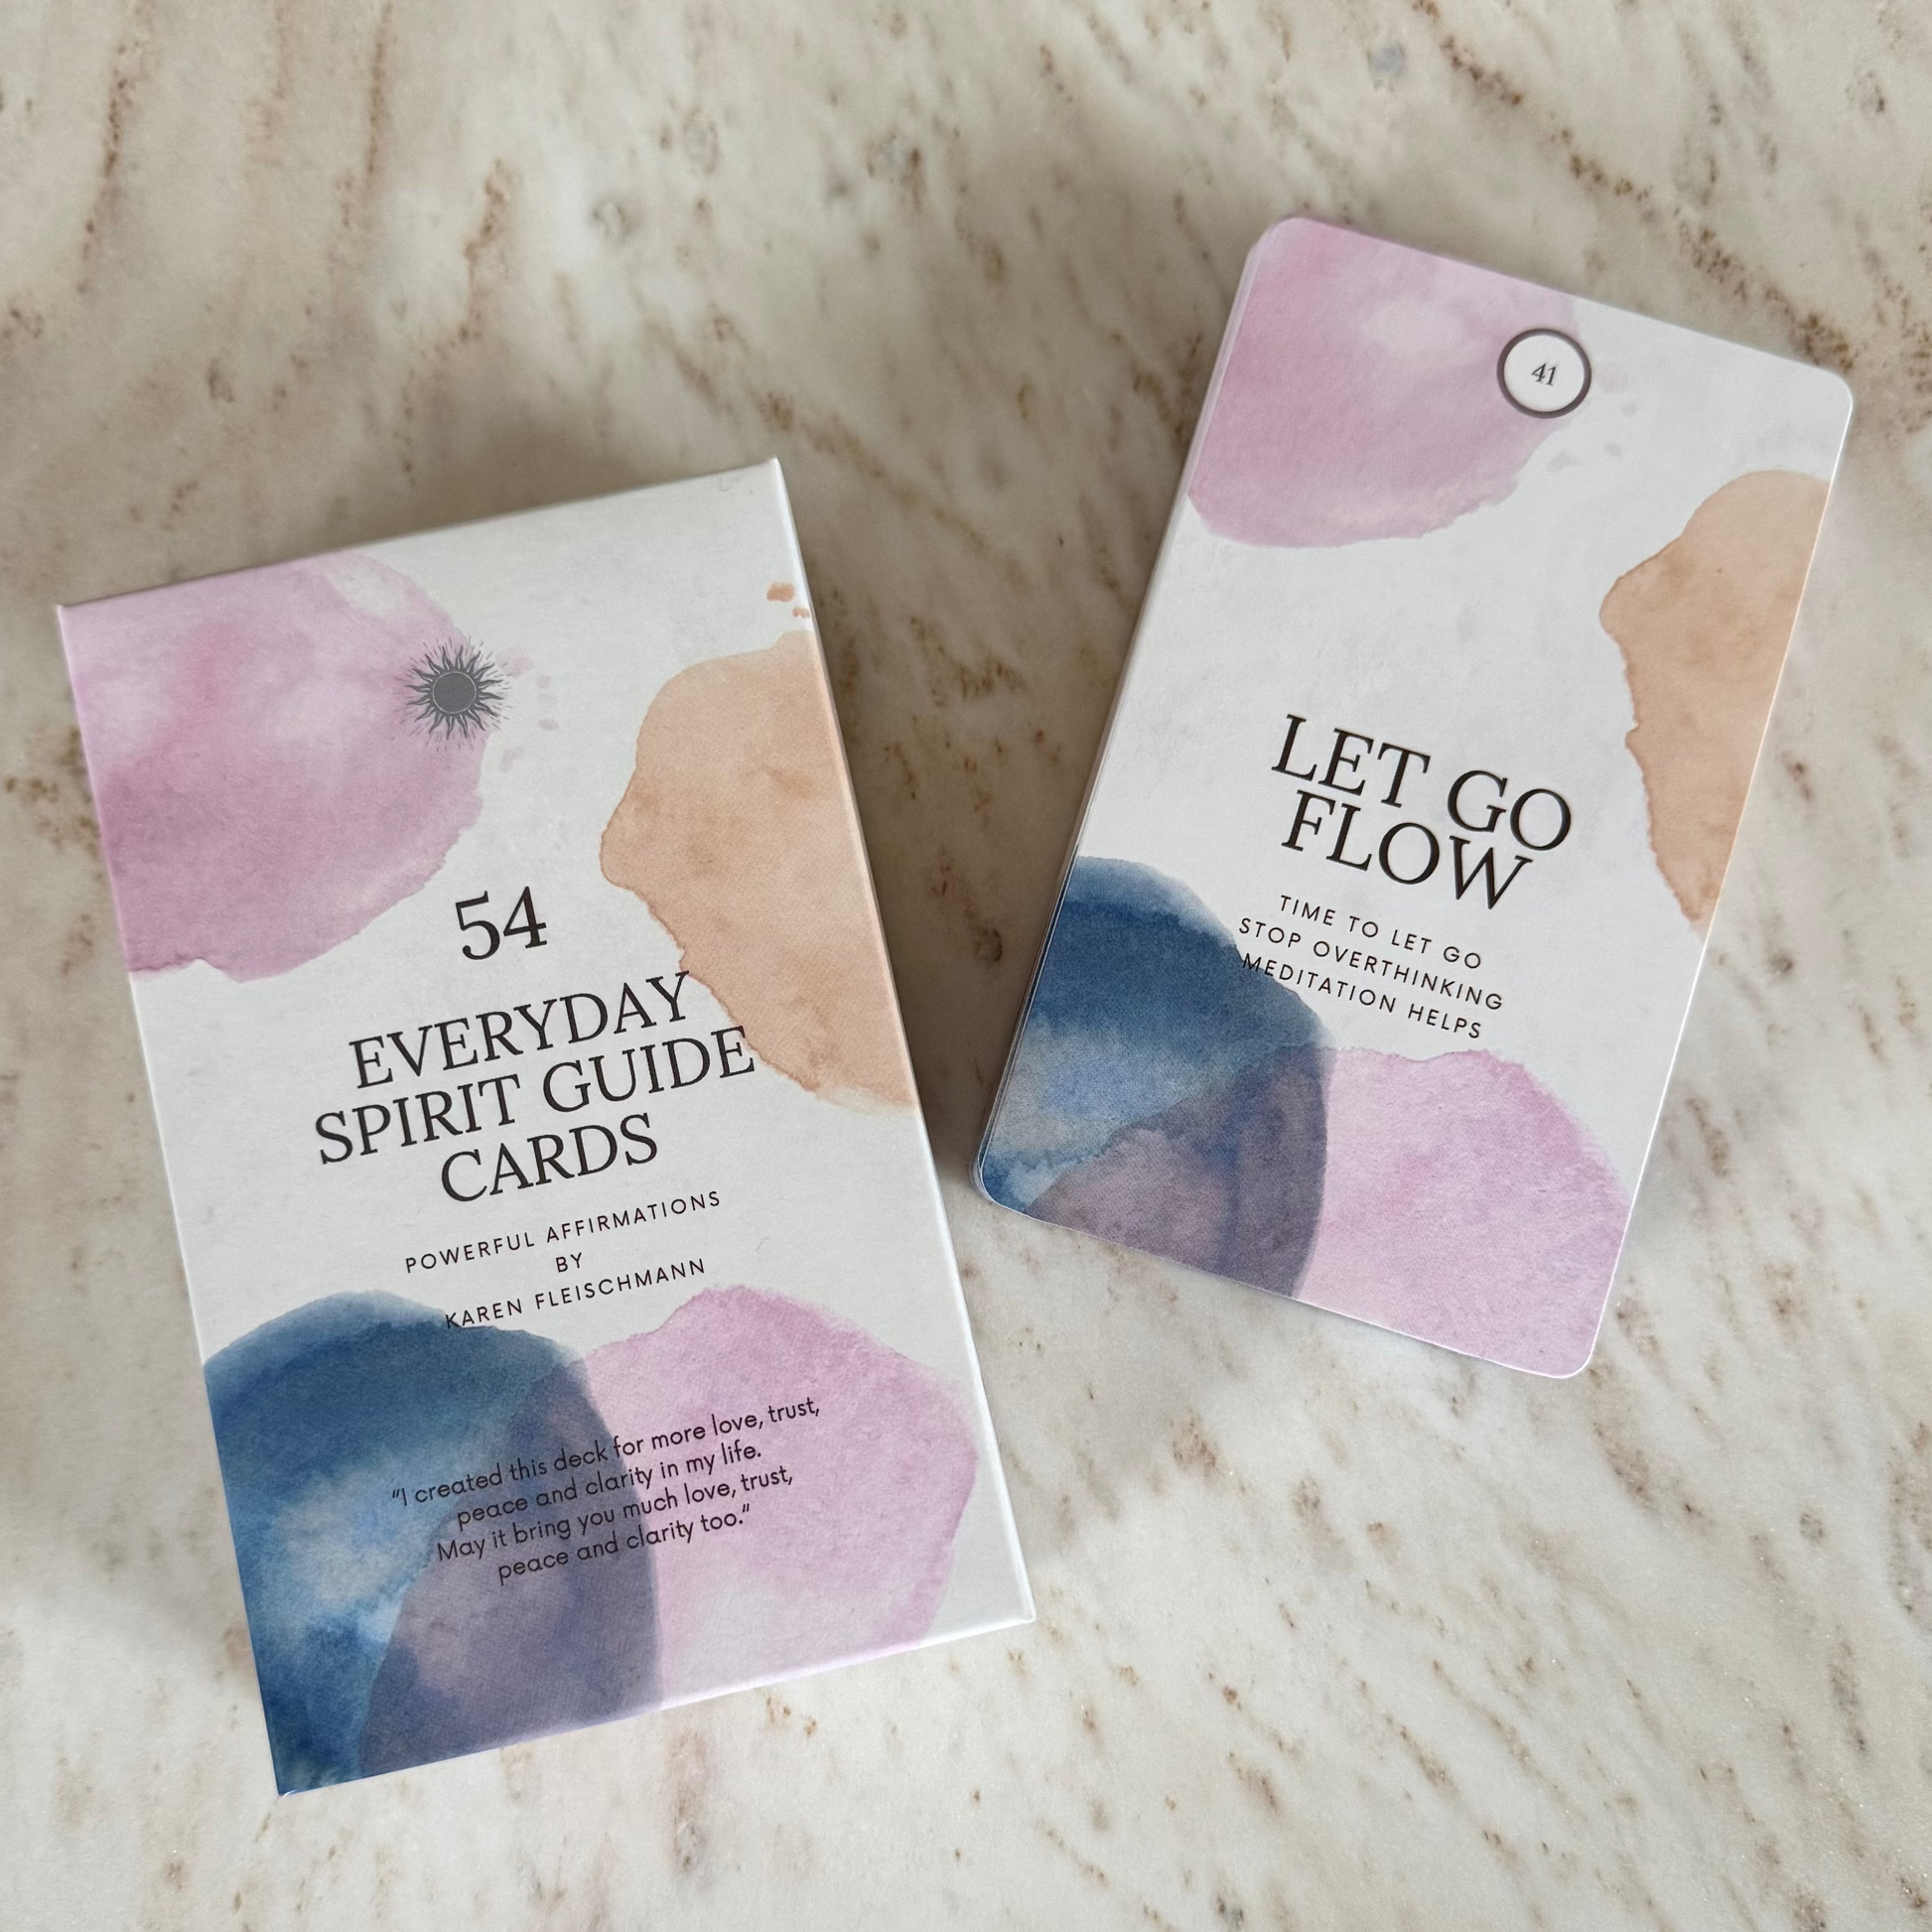 54
EVERYDAY
SPIRIT GUIDE
CARDS
POWERFUL AFFIRMATIONS
BY
KAREN FLEISCHMANN
"I created this deck for more love, trust,
peace and clarity in my life.
May it bring you much love, trust,
peace and clarity too."
41
LET GO
FLOW
TIME TO LET GO
STOP OVERTHINKING
MEDITATION HELPS